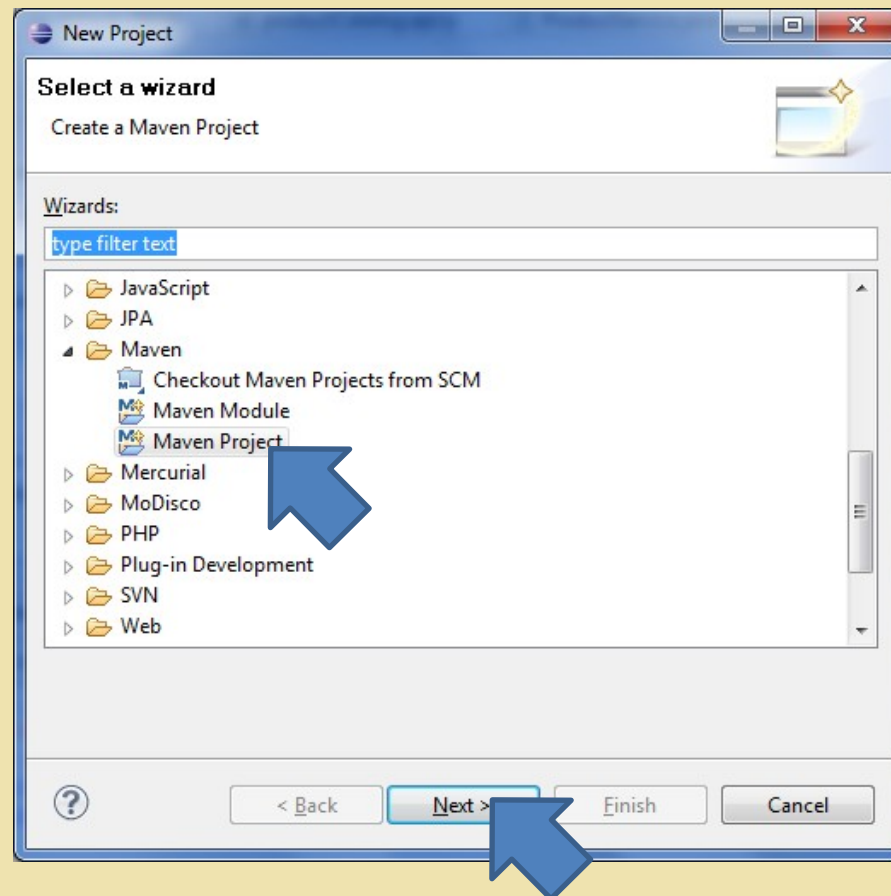 New Project
Select a wizard
Create a Maven Project
Wizards:
type filter text
JavaScript
JPA
Maven
Checkout Maven Projects from SCM
Maven Module
Maven Project
Mercurial
MoDisco
PHP
Plug-in Development
SVN
Web
< Back Next > Finish Cancel